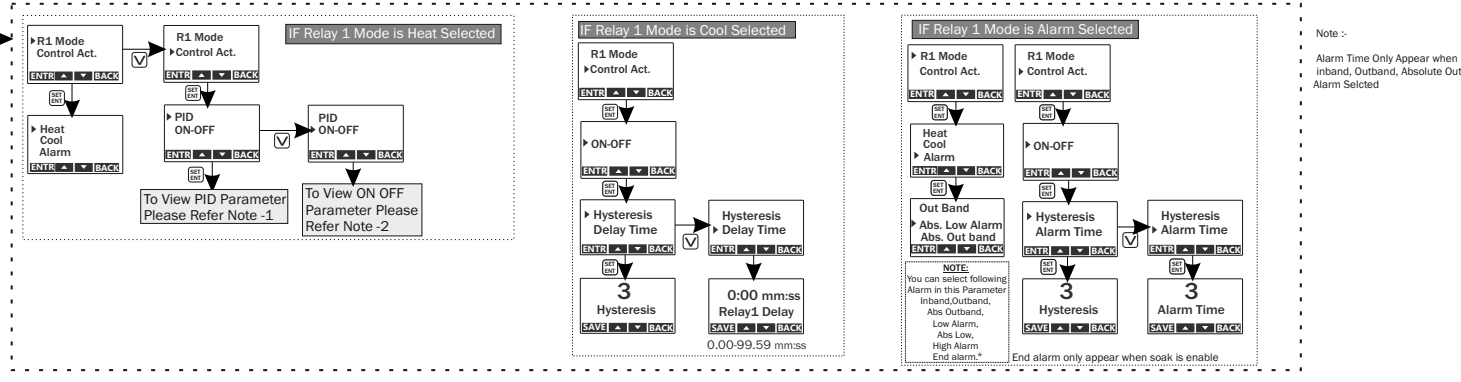 IF Relay 1 Mode is Heat Selected
R1 Mode
Control Act.
ENTR BACK
SET
ENT
Heat
Cool
Alarm
ENTR BACK
R1 Mode
Control Act.
ENTR BACK
SET
ENT
PID
ON-OFF
ENTR BACK
SET
ENT
To View PID Parameter
Please Refer Note -1
PID
ON-OFF
ENTR BACK
To View ON OFF
Parameter Please
Refer Note -2
IF Relay 1 Mode is Cool Selected
R1 Mode
Control Act.
ENTR BACK
SET
ENT
ON-OFF
ENTR BACK
SET
ENT
Hysteresis
Delay Time
ENTR BACK
SET
ENT
3
Hysteresis
SAVE BACK
Hysteresis
Delay Time
ENTR BACK
0:00 mm:ss
Relay1 Delay
SAVE BACK
0.00-99.59 mm:ss
IF Relay 1 Mode is Alarm Selected
R1 Mode
Control Act.
ENTR BACK
SET
ENT
Heat
Cool
Alarm
ENTR BACK
SET
ENT
Out Band
Abs. Low Alarm
Abs. Out band
ENTR BACK
NOTE:
You can select following
Alarm in this Parameter
Inband,Outband,
Abs Outband,
Low Alarm,
Abs Low,
High Alarm
End alarm.*
R1 Mode
Control Act.
ENTR BACK
SET
ENT
ON-OFF
ENTR BACK
SET
ENT
Hysteresis
Alarm Time
ENTR BACK
SET
ENT
3
Hysteresis
SAVE BACK
Hysteresis
Alarm Time
ENTR BACK
SET
ENT
3
Alarm Time
SAVE BACK
End alarm only appear when soak is enable
Note :-
Alarm Time Only Appear when
inband, Outband, Absolute Out
Alarm Selcted